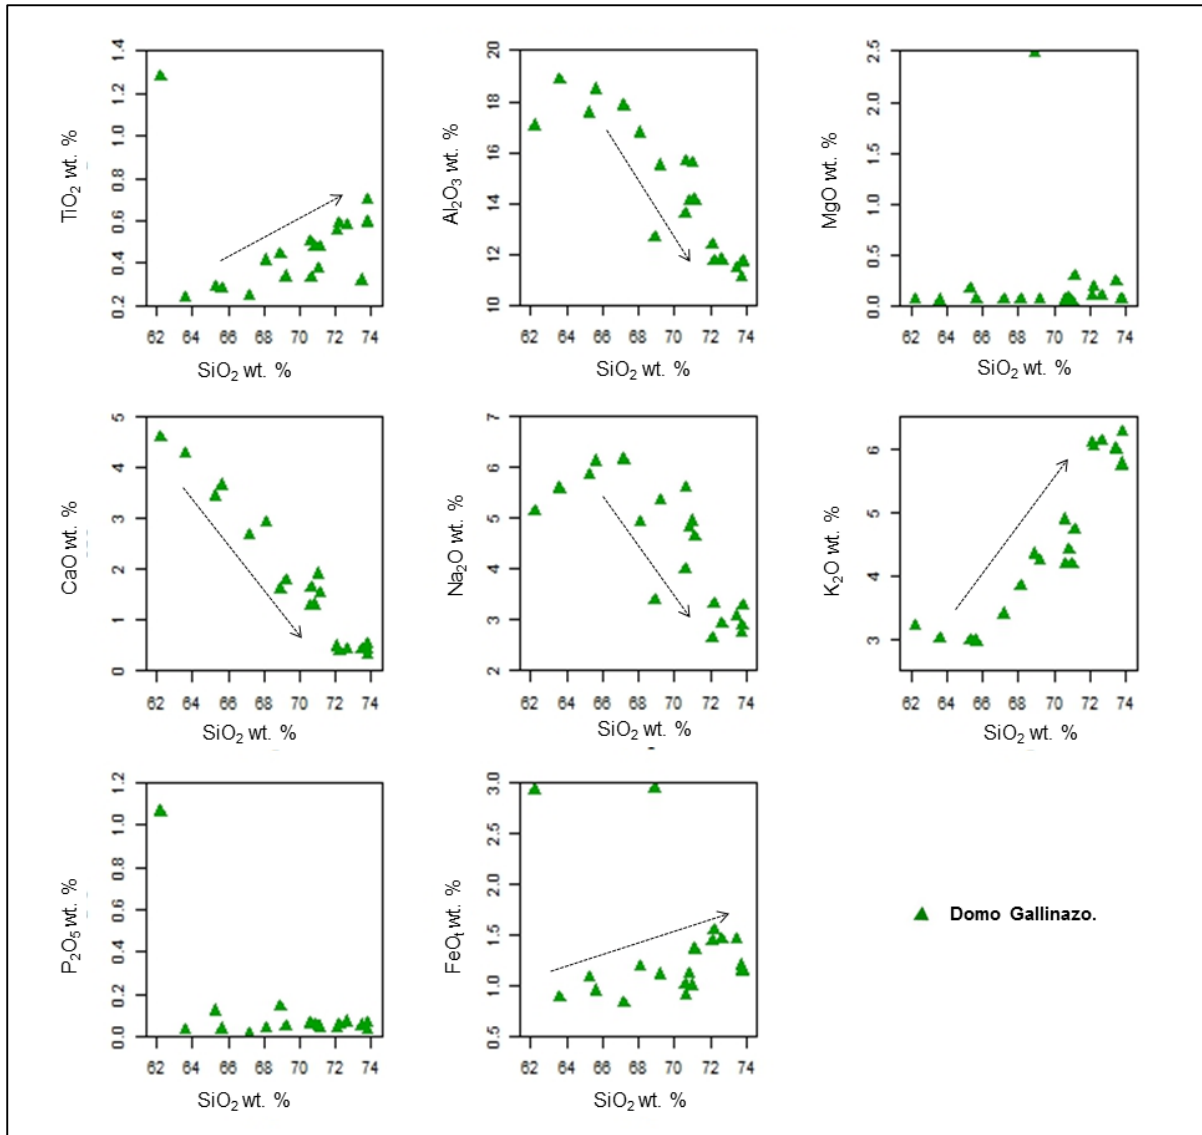 TiO₂ wt. %
1.4
1.2
1.0
0.8
0.6
0.4
0.2
62 64 66 68 70 72 74
SiO₂ wt. %
Al₂O₃ wt. %
20
18
16
14
12
10
62 64 66 68 70 72 74
SiO₂ wt. %
MgO wt. %
2.5
2.0
1.5
1.0
0.5
0.0
62 64 66 68 70 72 74
SiO₂ wt. %
CaO wt. %
5
4
3
2
1
0
62 64 66 68 70 72 74
SiO₂ wt. %
Na₂O wt. %
7
6
5
4
3
2
62 64 66 68 70 72 74
SiO₂ wt. %
K₂O wt. %
6
5
4
3
62 64 66 68 70 72 74
SiO₂ wt. %
P₂O₅ wt. %
1.2
1.0
0.8
0.6
0.4
0.2
0.0
62 64 66 68 70 72 74
SiO₂ wt. %
FeOt wt. %
3.0
2.5
2.0
1.5
1.0
0.5
62 64 66 68 70 72 74
SiO₂ wt. %
Domo Gallinazo.